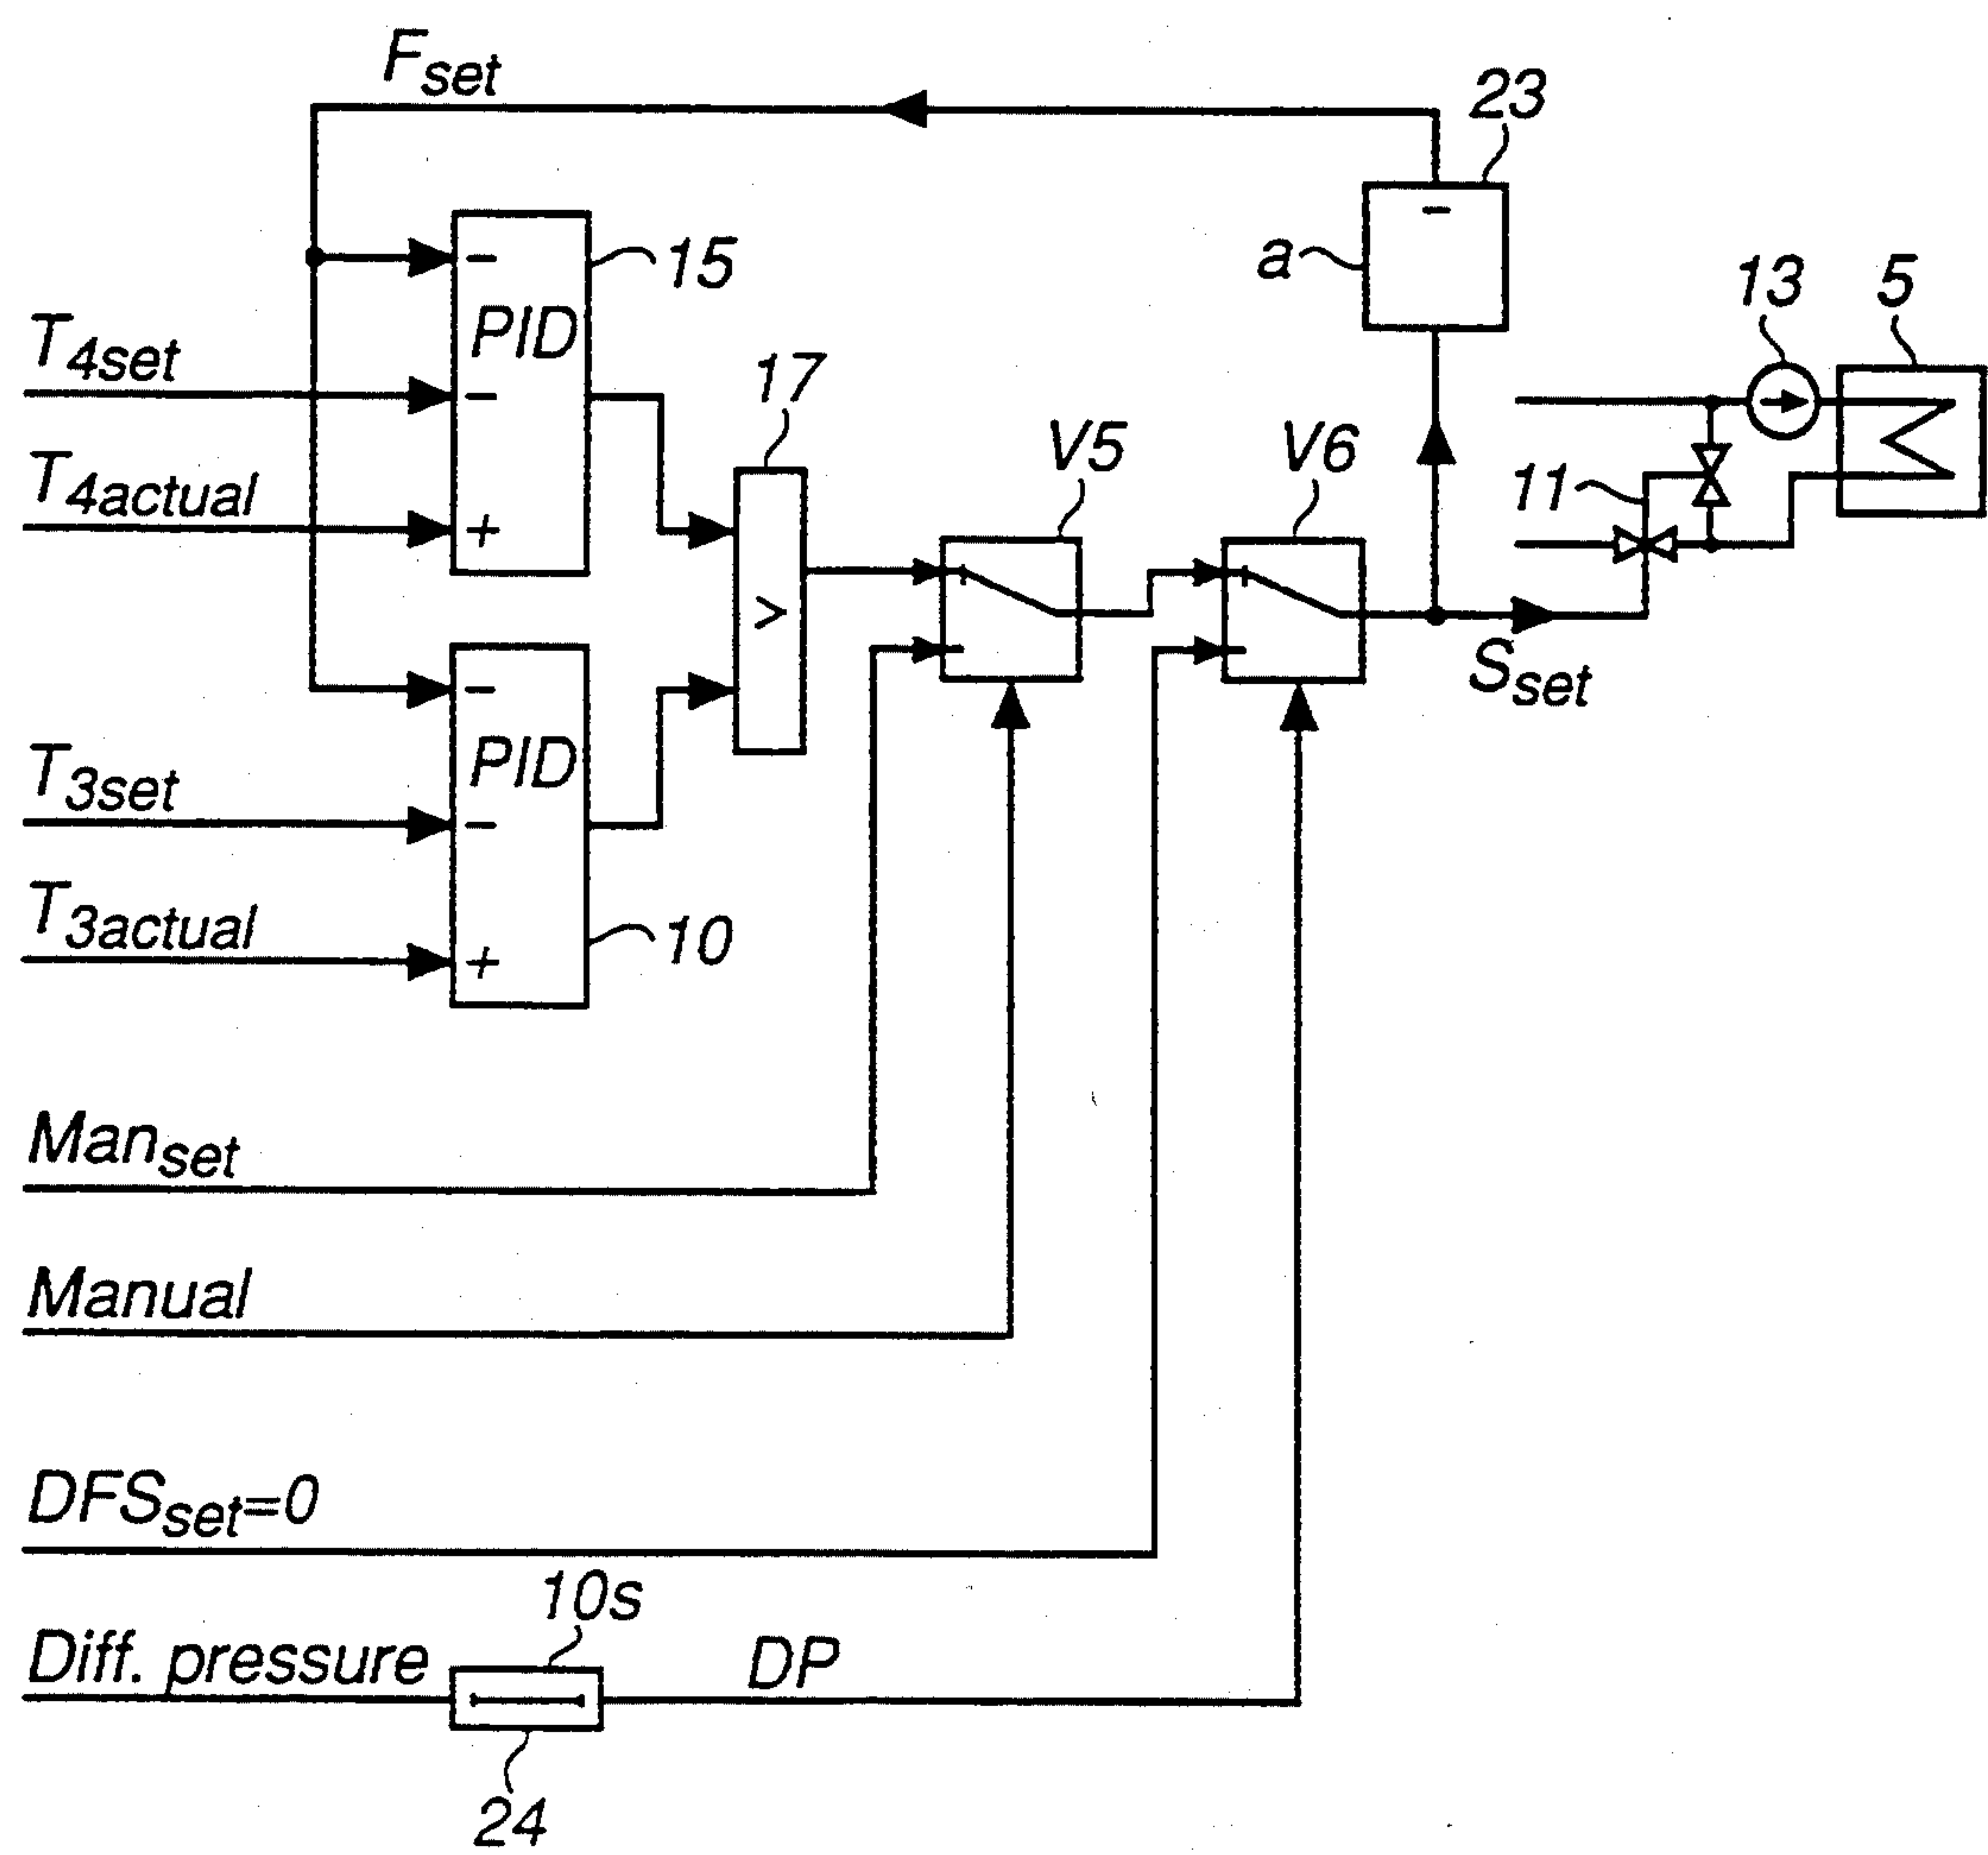 Fset
23
15
PID
a
13
5
T4set
17
T4actual
V5
V6
11
-
-
+
>
Sset
-
PID
T3set
-
T3actual
10
+
Manset
Manual
DFSset=0
10s
Diff. pressure
DP
24